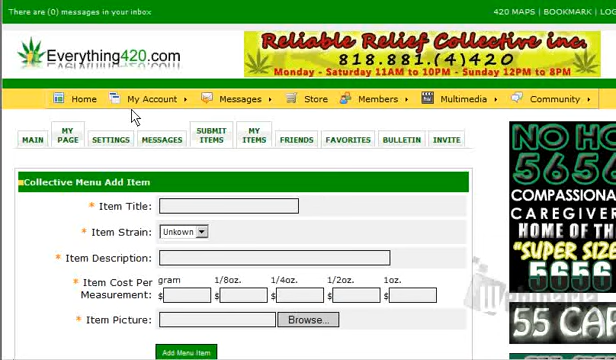 There are (0) messages in your inbox
420 MAPS | BOOKMARK | LOG
Everything420.com
Reliable Relief Collective inc.
818.881.(4)420
Monday - Saturday 11AM to 10PM - Sunday 12PM to 8PM
Home My Account Messages Store Members Multimedia Community
MAIN MY PAGE SETTINGS MESSAGES SUBMIT ITEMS MY ITEMS FRIENDS FAVORITES BULLETIN INVITE
Collective Menu Add Item
* Item Title:
* Item Strain: Unkown
* Item Description:
* Item Cost Per Measurement: gram 1/8oz. 1/4oz. 1/2oz. 1oz.
$ $ $ $ $
* Item Picture: Browse...
Add Menu Item
NO HO
5656
COMPASSIONA
CAREGIVER
HOME OF THE
"SUPER SIZE
5656
55 CAP